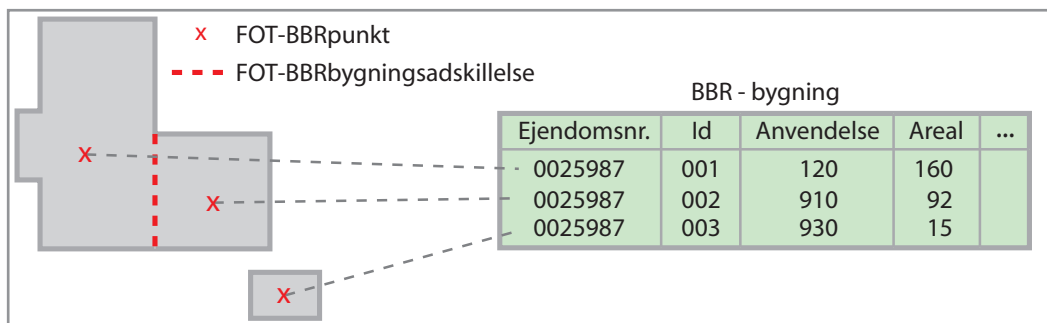 x FOT-BBRpunkt
FOT-BBRbygningsadskillelse
BBR - bygning
Ejendomsnr. Id Anvendelse Areal ...
0025987 001 120 160
0025987 002 910 92
0025987 003 930 15
x
x
x